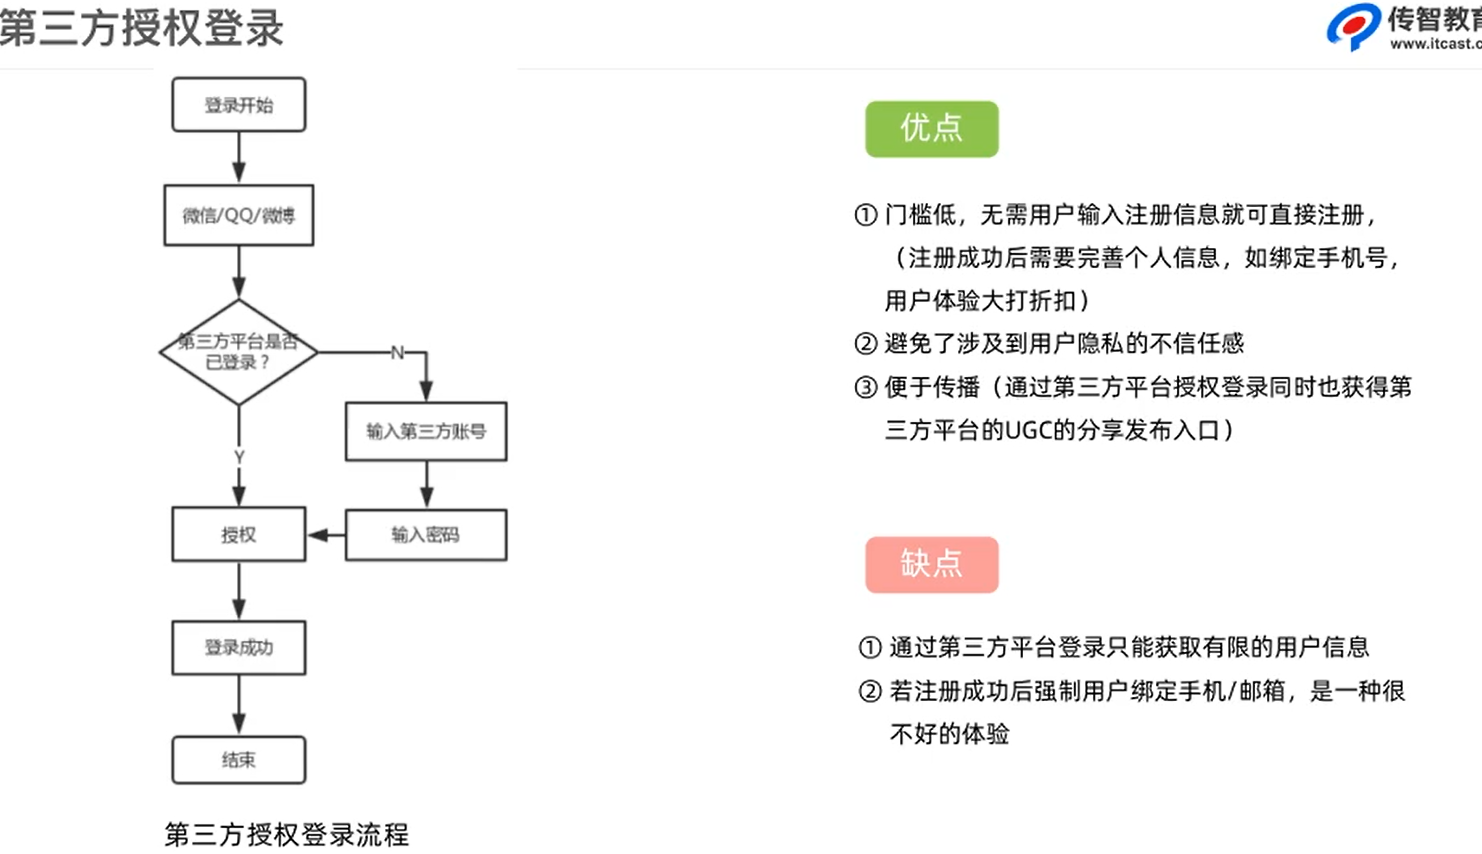 第三方授权登录
传智教育
www.itcast.c
登录开始
微信/QQ/微博
第三方平台是否
已登录？
N
输入第三方账号
Y
授权
输入密码
登录成功
结束
第三方授权登录流程
优点
① 门槛低，无需用户输入注册信息就可直接注册，
（注册成功后需要完善个人信息，如绑定手机号，
用户体验大打折扣）
② 避免了涉及到用户隐私的不信任感
③ 便于传播（通过第三方平台授权登录同时也获得第
三方平台的UGC的分享发布入口）
缺点
① 通过第三方平台登录只能获取有限的用户信息
② 若注册成功后强制用户绑定手机/邮箱，是一种很
不好的体验